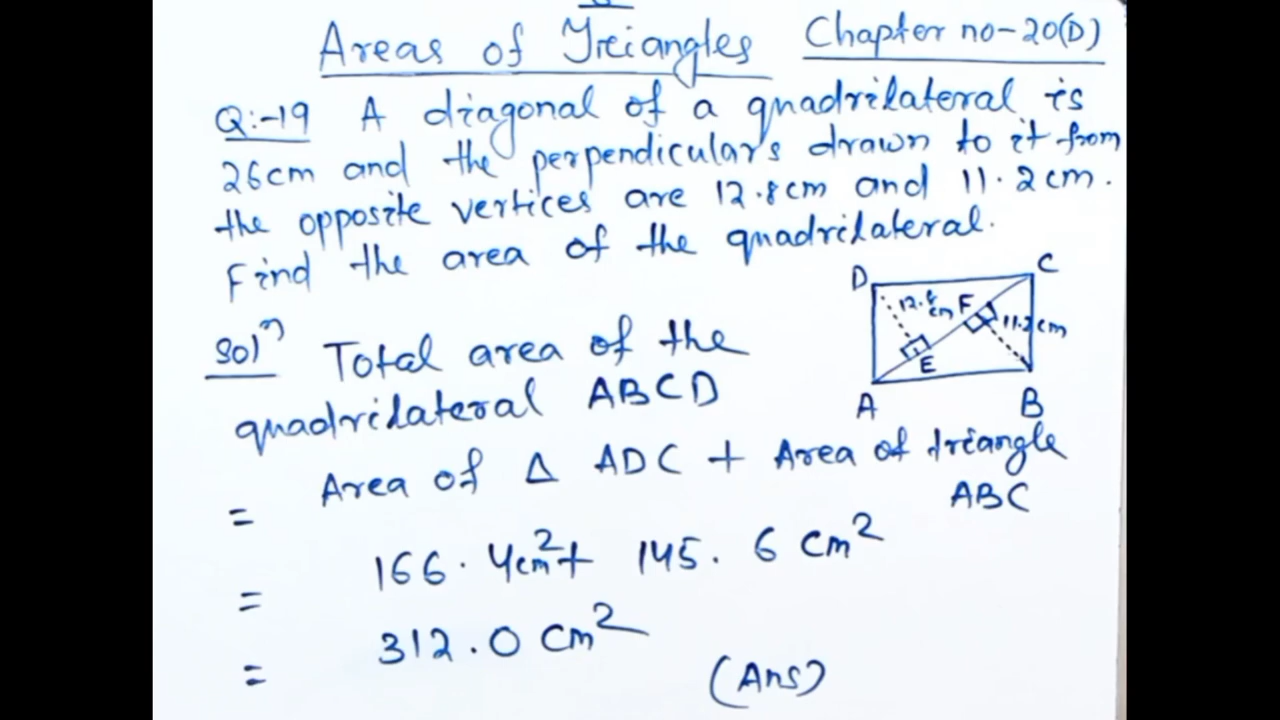 Areas of Triangles Chapter no-20(D)
Q:-19 A diagonal of a quadrilateral is
26cm and the perpendiculars drawn to it from
the opposite vertices are 12.8cm and 11.2cm.
Find the area of the quadrilateral.
D C
12.8 cm F 11.2cm
E
A B
Solⁿ Total area of the
quadrilateral ABCD
= Area of Δ ADC + Area of triangle
ABC
= 166.4cm² + 145.6 cm²
= 312.0 cm²
(Ans)